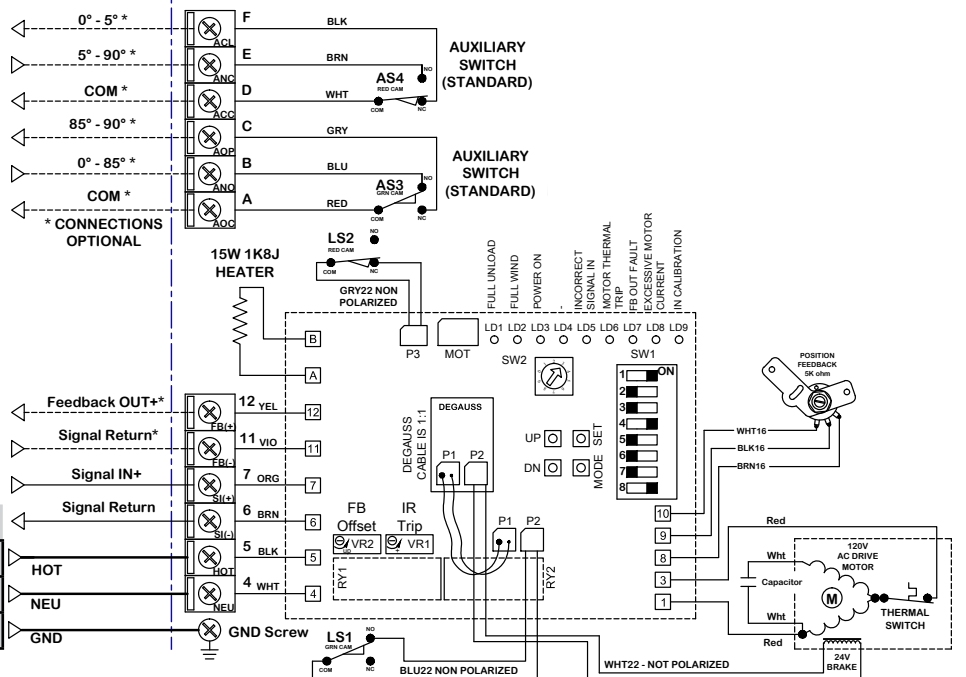 0° - 5° *
F
BLK
ACL
5° - 90° *
E
BRN
ANC
COM *
D
WHT
ACC
AUXILIARY
SWITCH
(STANDARD)
NO
AS4
RED CAM
COM
NC
85° - 90° *
C
GRY
AOP
0° - 85° *
B
BLU
ANO
COM *
A
RED
AOC
AUXILIARY
SWITCH
(STANDARD)
NO
AS3
GRN CAM
COM
NC
* CONNECTIONS
OPTIONAL
15W 1K8J
HEATER
LS2
RED CAM
NO
COM
NC
GRY22 NON
POLARIZED
FULL UNLOAD
FULL WIND
POWER ON
-
INCORRECT
SIGNAL IN
MOTOR THERMAL
TRIP
FB OUT FAULT
EXCESSIVE MOTOR
CURRENT
IN CALIBRATION
LD1 LD2 LD3 LD4 LD5 LD6 LD7 LD8 LD9
B
A
P3
MOT
SW2
SW1
ON
1
2
3
4
5
6
7
8
POSITION
FEEDBACK
5K ohm
WHT16
BLK16
BRN16
Feedback OUT+*
12 YEL
FB(+)
12
Signal Return*
11 VIO
FB(-)
11
Signal IN+
7 ORG
SI(+)
7
Signal Return
6 BRN
SI(-)
6
HOT
5 BLK
HOT
5
NEU
4 WHT
NEU
4
GND
GND Screw
DEGAUSS
CABLE IS 1:1
DEGAUSS
P1 P2
UP
DN
MODE SET
FB
Offset
VR2
IR
Trip
VR1
P1 P2
RY1
RY2
10
9
8
3
1
Red
120V
AC DRIVE
MOTOR
Wht
Capacitor
M
Wht
Red
THERMAL
SWITCH
24V
BRAKE
LS1
GRN CAM
NO
COM
NC
BLU22 NON POLARIZED
WHT22 - NOT POLARIZED